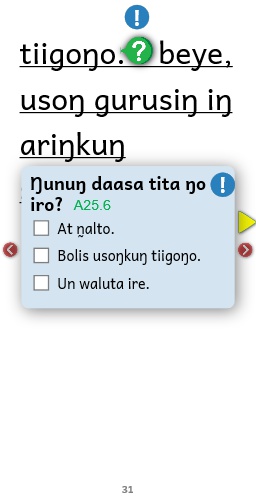 tiigoŋo. ? beye,
usoŋ gurusiŋ iŋ
ariŋkuŋ
Ŋunuŋ daasa tita ŋo
iro? A25.6
At ŋalto.
Bolis usoŋkuŋ tiigoŋo.
Un waluta ire.
31